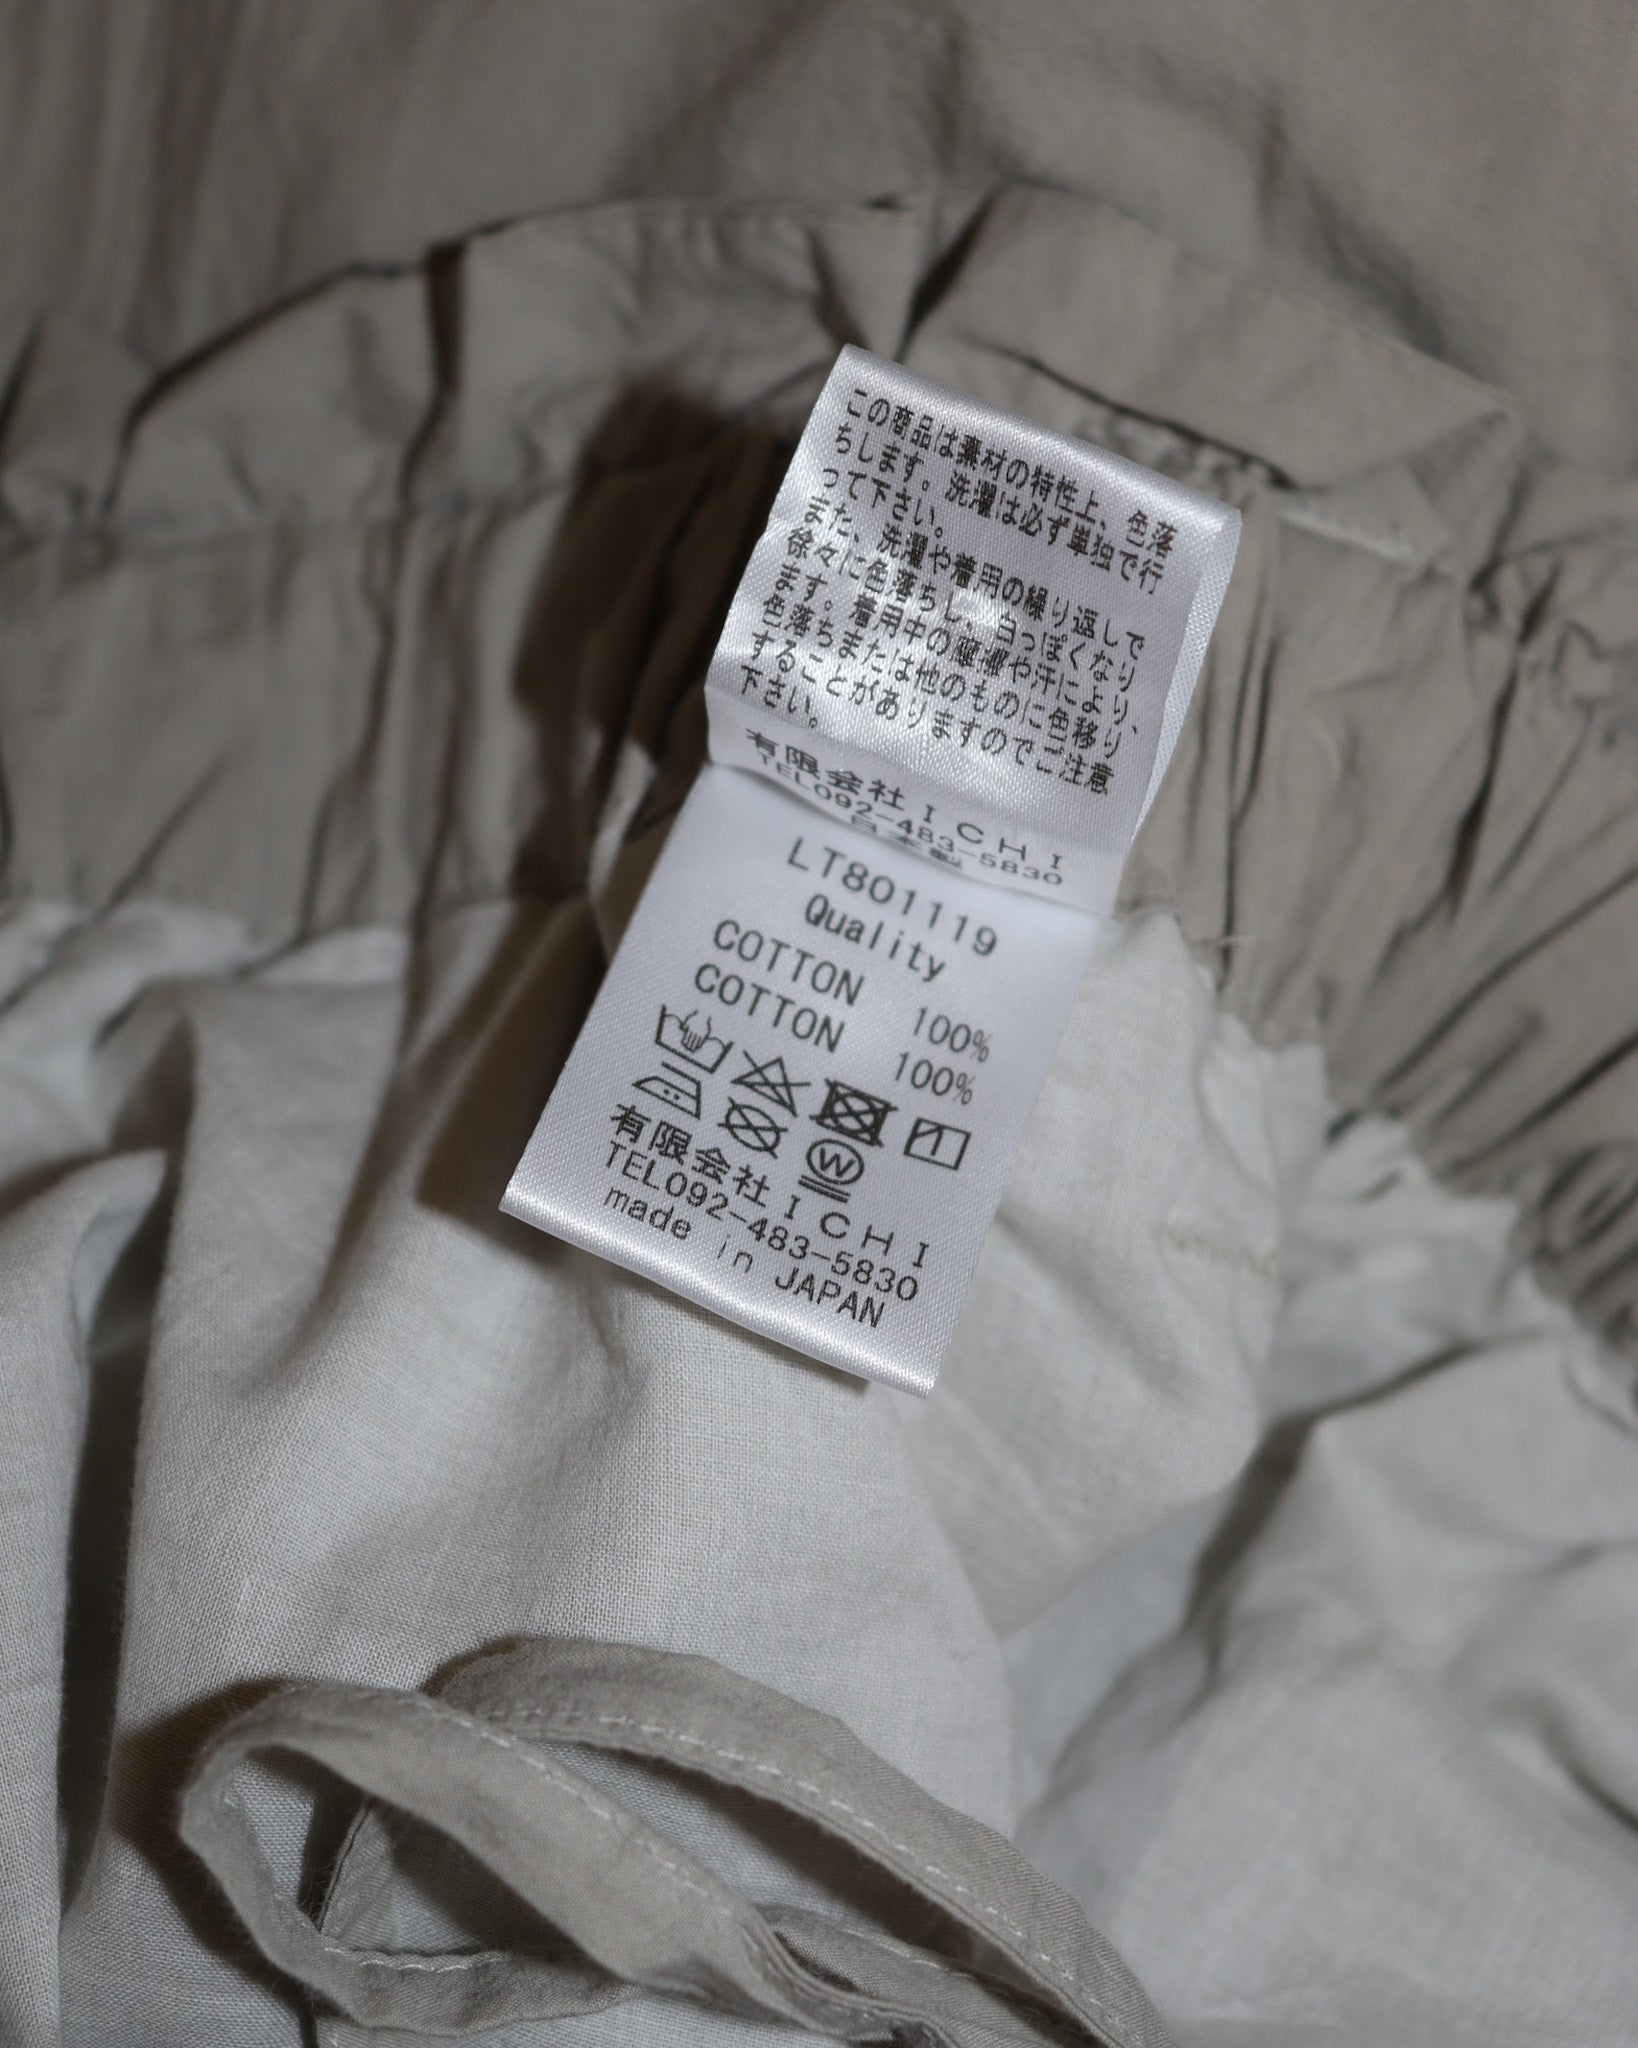 この商品は素材の特性上、色落
ちします。洗濯は必ず単独で行
って下さい。
また、洗濯や着用の繰り返しで
徐々に色落ちし、白っぽくなり
ます。着用中の摩擦や汗により、
色落ちまたは他のものに色移り
することがありますのでご注意
下さい。
有限会社ICHI
TEL092-483-5830
日本製
LT801119
Quality
COTTON 100%
COTTON 100%
W
1
有限会社ICHI
TEL092-483-5830
made in JAPAN